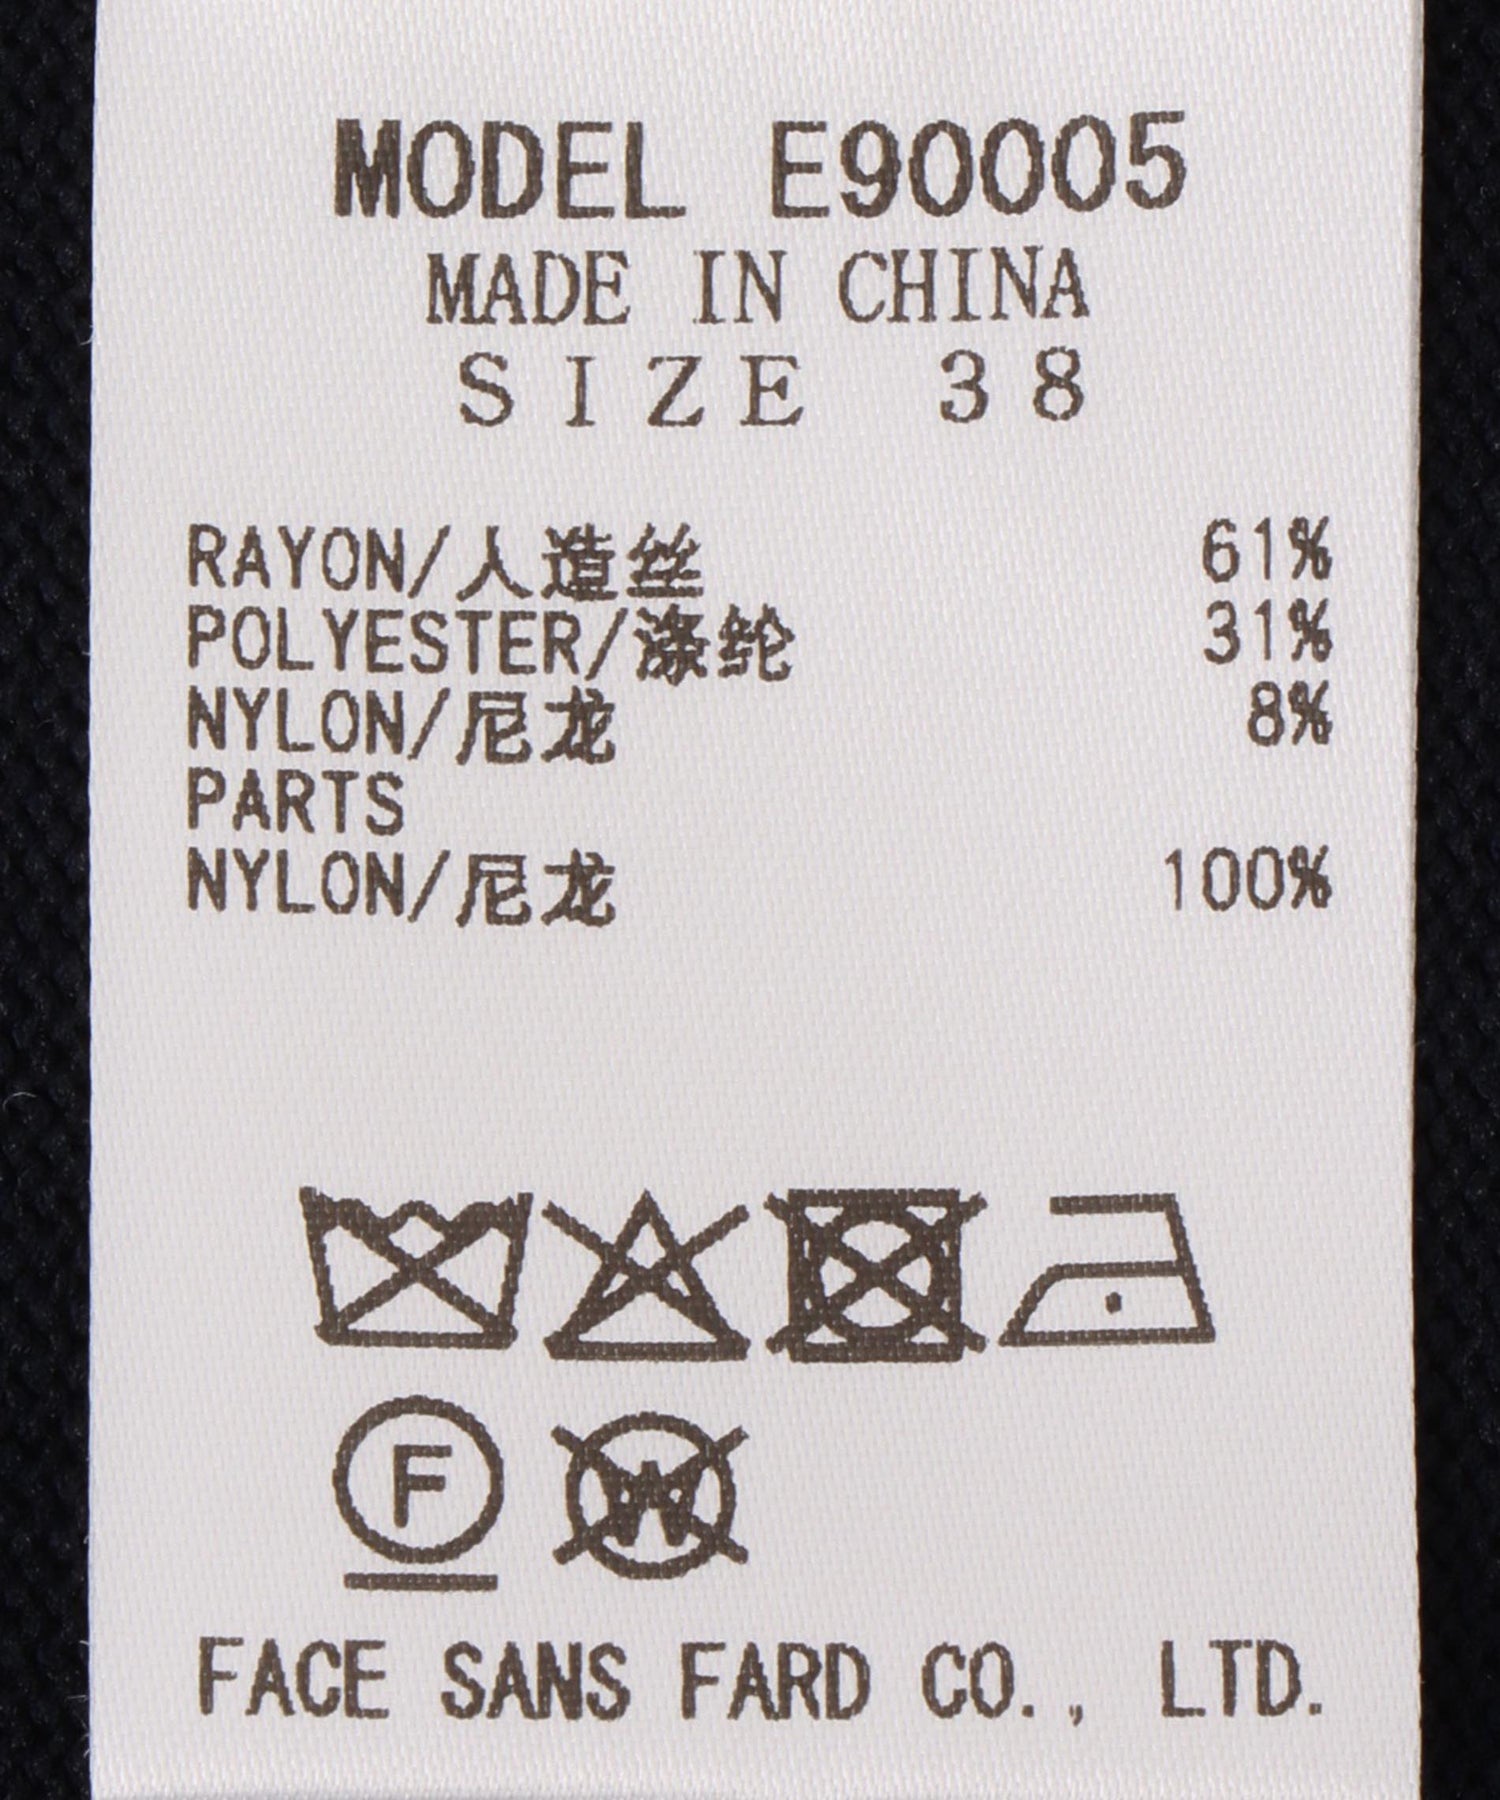 MODEL E90005
MADE IN CHINA
SIZE 38
RAYON/人造丝 61%
POLYESTER/涤纶 31%
NYLON/尼龙 8%
PARTS
NYLON/尼龙 100%
F
W
FACE SANS FARD CO., LTD.